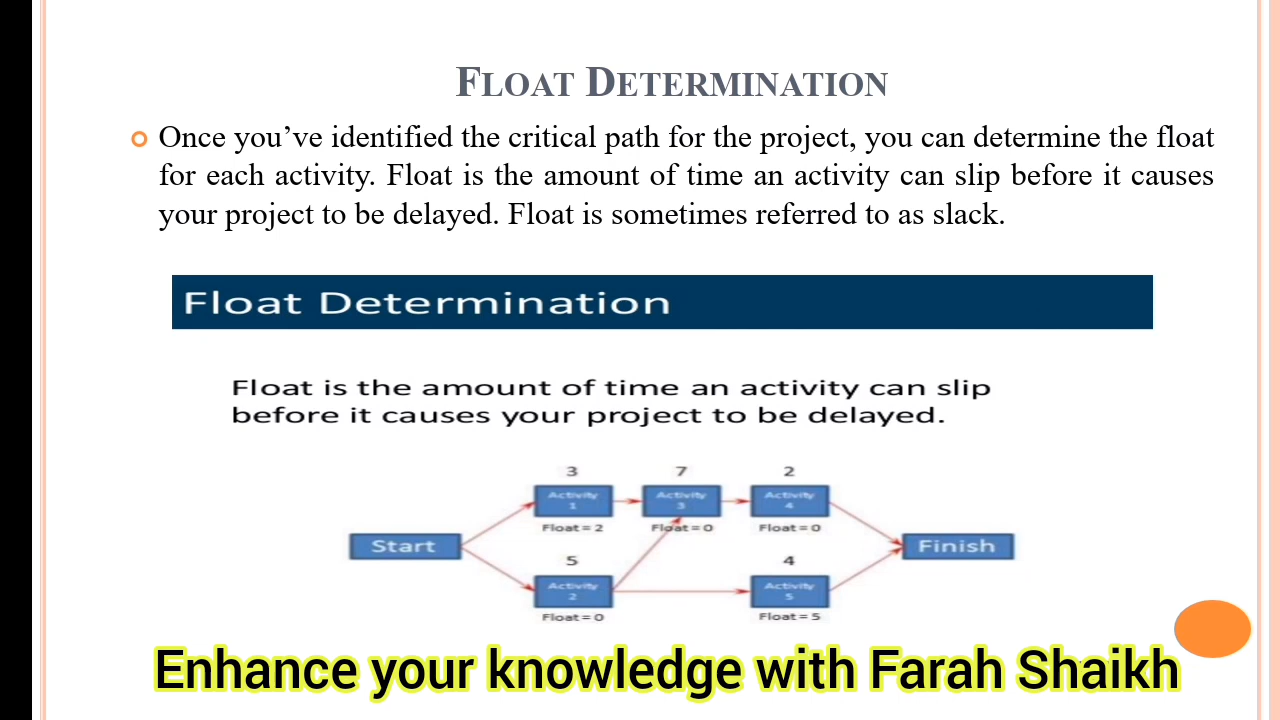 FLOAT DETERMINATION
Once you’ve identified the critical path for the project, you can determine the float
for each activity. Float is the amount of time an activity can slip before it causes
your project to be delayed. Float is sometimes referred to as slack.
Float Determination
Float is the amount of time an activity can slip
before it causes your project to be delayed.
3 7 2
Activity 1 Activity 3 Activity 4
Float = 2 Float = 0 Float = 0
Start Finish
5 4
Activity 2 Activity 5
Float = 0 Float = 5
Enhance your knowledge with Farah Shaikh